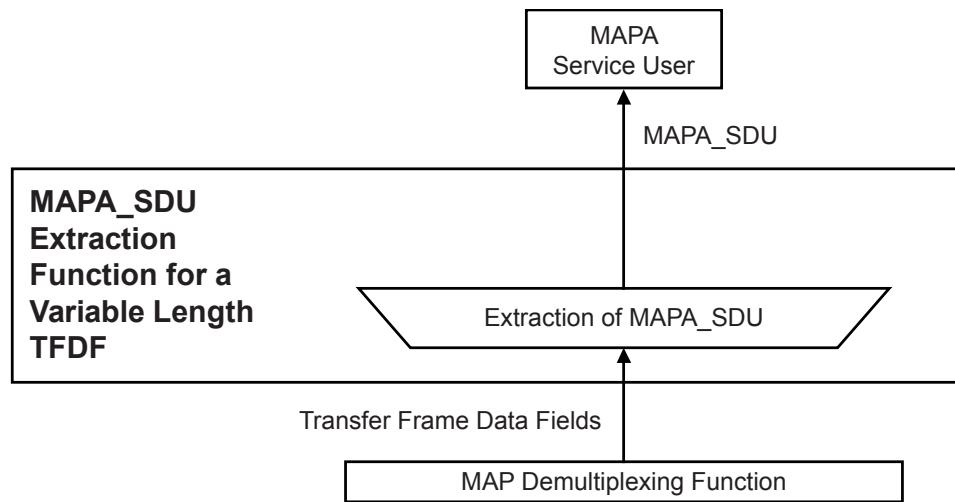 MAPA
Service User
MAPA_SDU
MAPA_SDU
Extraction
Function for a
Variable Length
TFDF
Extraction of MAPA_SDU
Transfer Frame Data Fields
MAP Demultiplexing Function